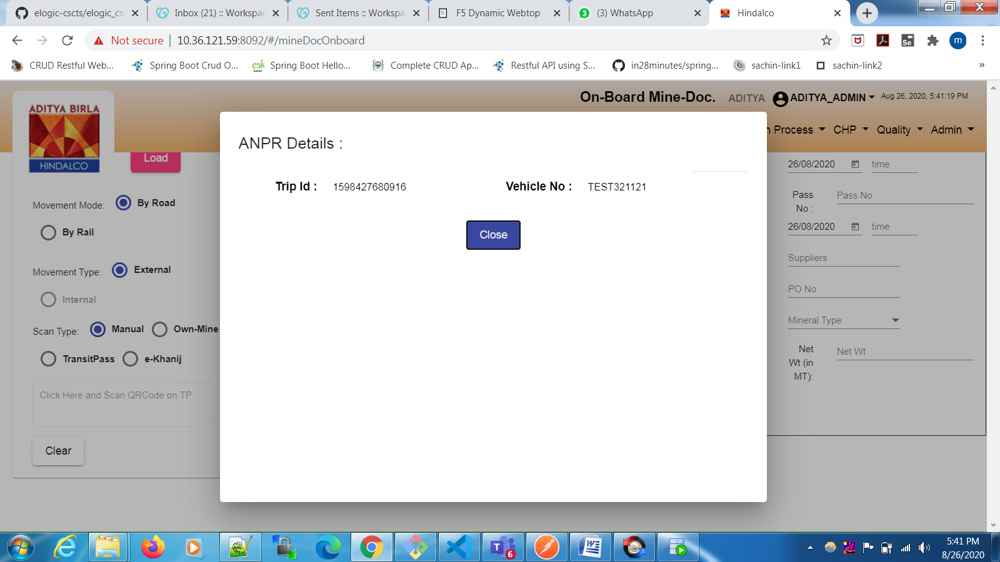 elogic-cscts/elogic_cs
Inbox (21) :: Workspac
Sent Items :: Workspa
F5 Dynamic Webtop
3
(3) WhatsApp
Hindalco
Not secure
10.36.121.59:8092/#/mineDocOnboard
Se
m
CRUD Restful Web...
Spring Boot Crud O...
Spring Boot Hello...
Complete CRUD Ap...
Restful API using S...
in28minutes/spring...
sachin-link1
sachin-link2
»
ADITYA BIRLA
HINDALCO
On-Board Mine-Doc.
ADITYA
ADITYA_ADMIN
Aug 26, 2020, 5:41:19 PM
n Process
CHP
Quality
Admin
Load
Movement Mode:
By Road
By Rail
Movement Type:
External
Internal
Scan Type:
Manual
Own-Mine
TransitPass
e-Khanij
Click Here and Scan QRCode on TP
Clear
ANPR Details :
Trip Id :
1598427680916
Vehicle No :
TEST321121
Close
26/08/2020
time
Pass No :
Pass No
26/08/2020
time
Suppliers
PO No
Mineral Type
Net Wt (in MT):
Net Wt
6
5:41 PM
8/26/2020